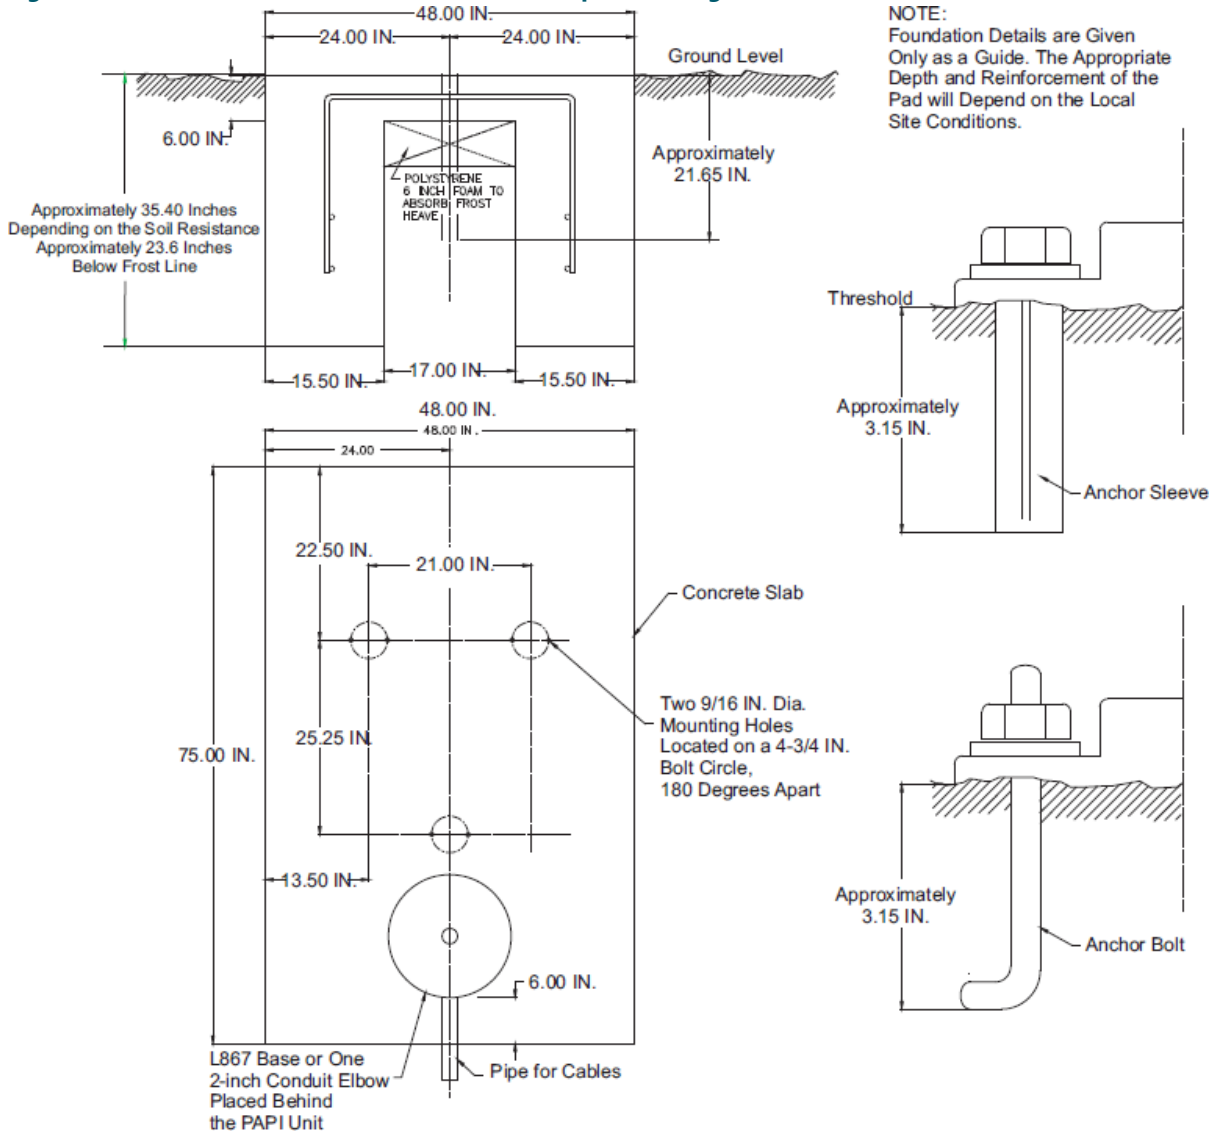 48.00 IN.
24.00 IN.
24.00 IN.
Ground Level
6.00 IN.
Approximately
21.65 IN.
POLYSTYRENE
6 INCH FOAM TO
ABSORB FROST
HEAVE
Approximately 35.40 Inches
Depending on the Soil Resistance
Approximately 23.6 Inches
Below Frost Line
15.50 IN.
17.00 IN.
15.50 IN.
48.00 IN.
48.00 IN.
24.00
22.50 IN.
21.00 IN.
Concrete Slab
Two 9/16 IN. Dia.
Mounting Holes
Located on a 4-3/4 IN.
Bolt Circle,
180 Degrees Apart
25.25 IN.
75.00 IN.
13.50 IN.
6.00 IN.
L867 Base or One
2-inch Conduit Elbow
Placed Behind
the PAPI Unit
Pipe for Cables
NOTE:
Foundation Details are Given
Only as a Guide. The Appropriate
Depth and Reinforcement of the
Pad will Depend on the Local
Site Conditions.
Threshold
Approximately
3.15 IN.
Anchor Sleeve
Approximately
3.15 IN.
Anchor Bolt